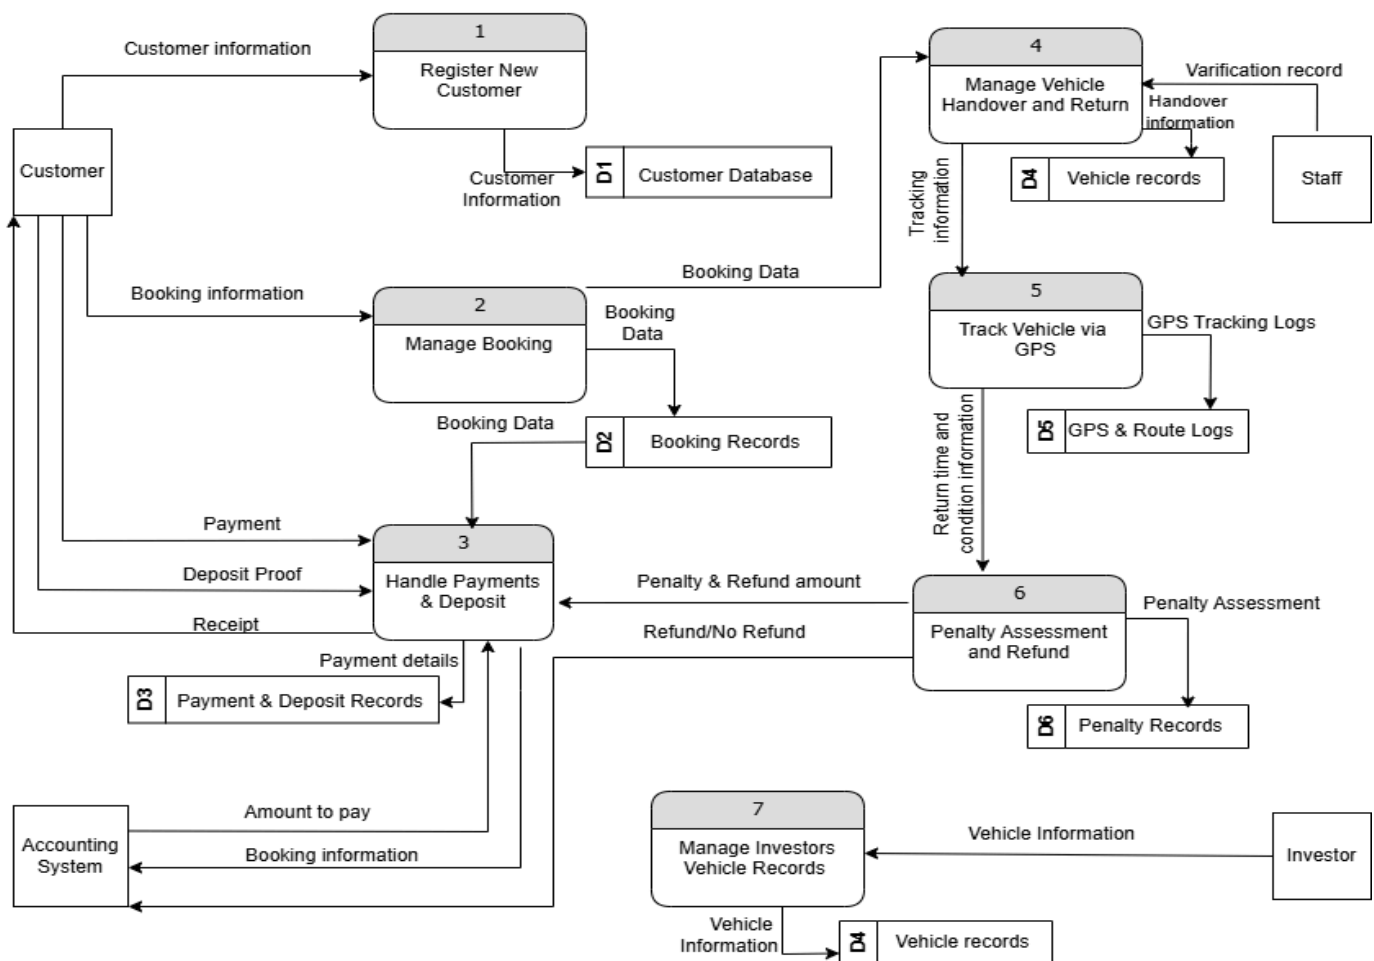 1
Register New
Customer
Customer information
Customer
Customer
Information
D1
Customer Database
4
Manage Vehicle
Handover and Return
Varification record
Handover
information
D4
Vehicle records
Staff
Tracking
information
Booking Data
Booking information
2
Manage Booking
Booking
Data
Booking Data
D2
Booking Records
5
Track Vehicle via
GPS
GPS Tracking Logs
D5
GPS & Route Logs
Return time and
condition information
Payment
Deposit Proof
Receipt
3
Handle Payments
& Deposit
Penalty & Refund amount
Refund/No Refund
6
Penalty Assessment
and Refund
Penalty Assessment
D6
Penalty Records
Payment details
D3
Payment & Deposit Records
Accounting
System
Amount to pay
Booking information
7
Manage Investors
Vehicle Records
Vehicle Information
Investor
Vehicle
Information
D4
Vehicle records